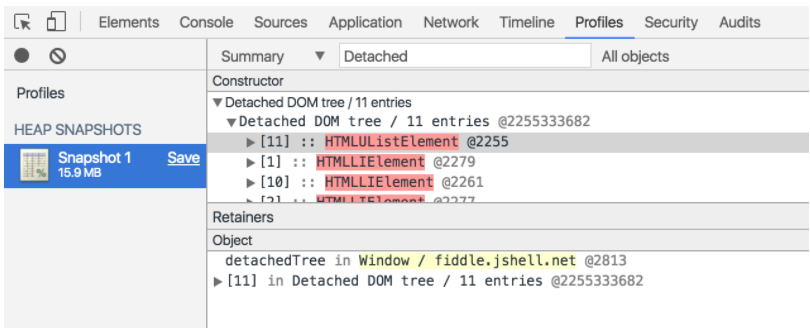 Elements Console Sources Application Network Timeline Profiles Security Audits
Summary ▼ Detached All objects
Profiles
HEAP SNAPSHOTS
Snapshot 1 Save
15.9 MB
Constructor
▼Detached DOM tree / 11 entries
▼Detached DOM tree / 11 entries @2255333682
▶[11] :: HTMLUListElement @2255
▶[1] :: HTMLLIElement @2279
▶[10] :: HTMLLIElement @2261
▶[2] :: HTMLLIElement @2277
Retainers
Object
detachedTree in Window / fiddle.jshell.net @2813
▶[11] in Detached DOM tree / 11 entries @2255333682